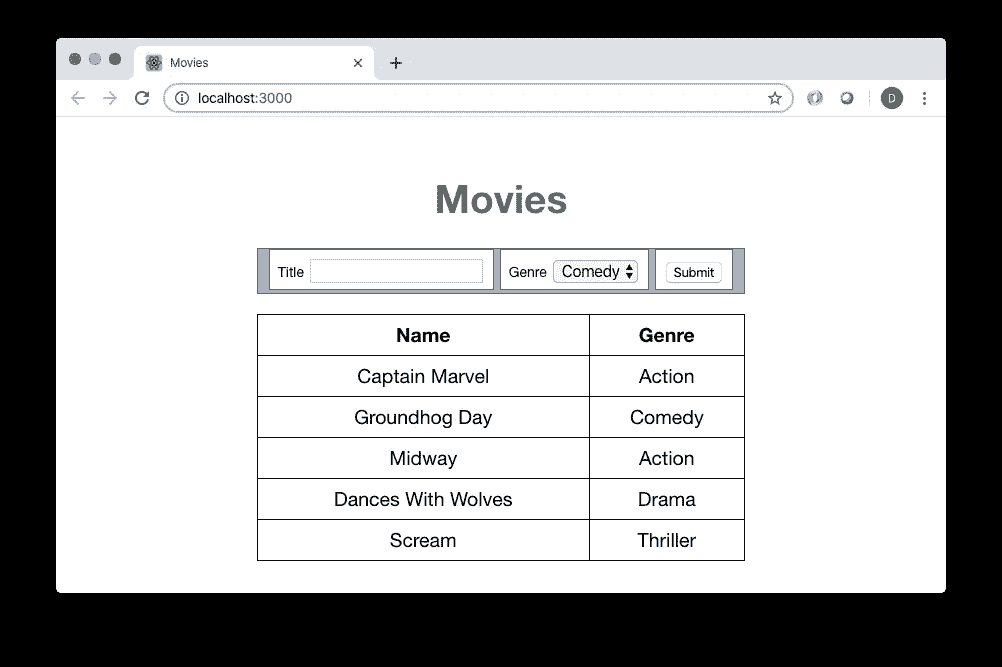 Movies
localhost:3000
D
Movies
Title Genre Comedy Submit
Name Genre
Captain Marvel Action
Groundhog Day Comedy
Midway Action
Dances With Wolves Drama
Scream Thriller